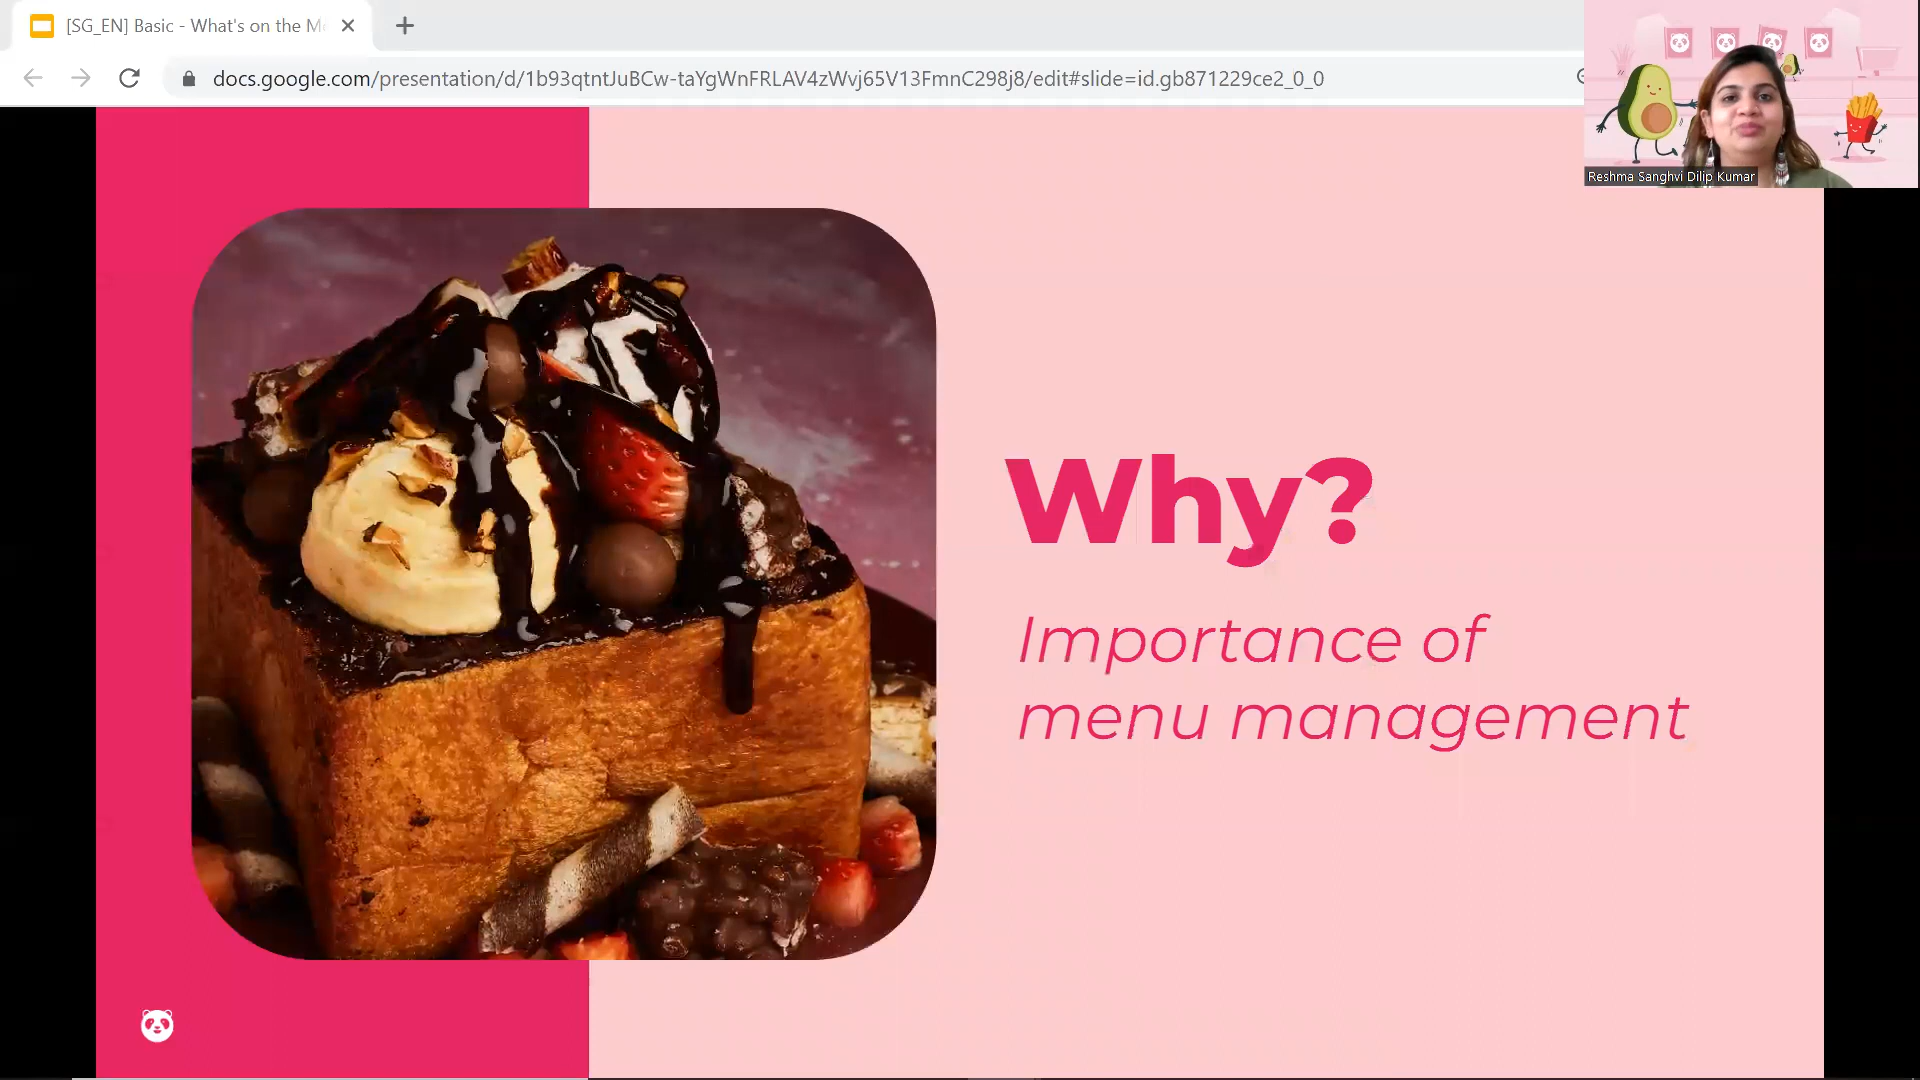 [SG_EN] Basic - What's on the M
docs.google.com/presentation/d/1b93qtntJuBCw-taYgWnFRLAV4zWvj65V13FmnC298j8/edit#slide=id.gb871229ce2_0_0
Reshma Sanghvi Dilip Kumar
Why?
Importance of
menu management